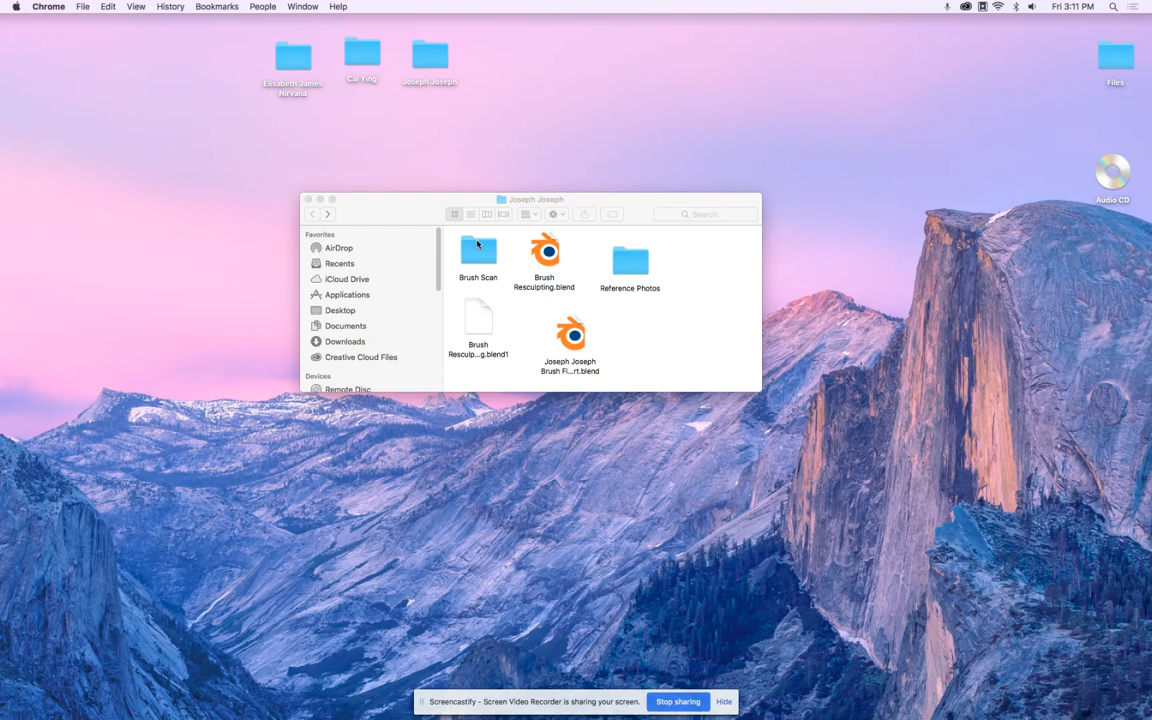 Chrome File Edit View History Bookmarks People Window Help
Fri 3:11 PM
Elisabeth James
Nirvana
Cai Ying
Joseph Joseph
Files
Audio CD
Joseph Joseph
Search
Favorites
AirDrop
Recents
iCloud Drive
Applications
Desktop
Documents
Downloads
Creative Cloud Files
Devices
Remote Disc
Brush Scan
Brush
Resculpting.blend
Reference Photos
Brush
Resculp...g.blend1
Joseph Joseph
Brush Fi...rt.blend
Screencastify - Screen Video Recorder is sharing your screen.
Stop sharing
Hide